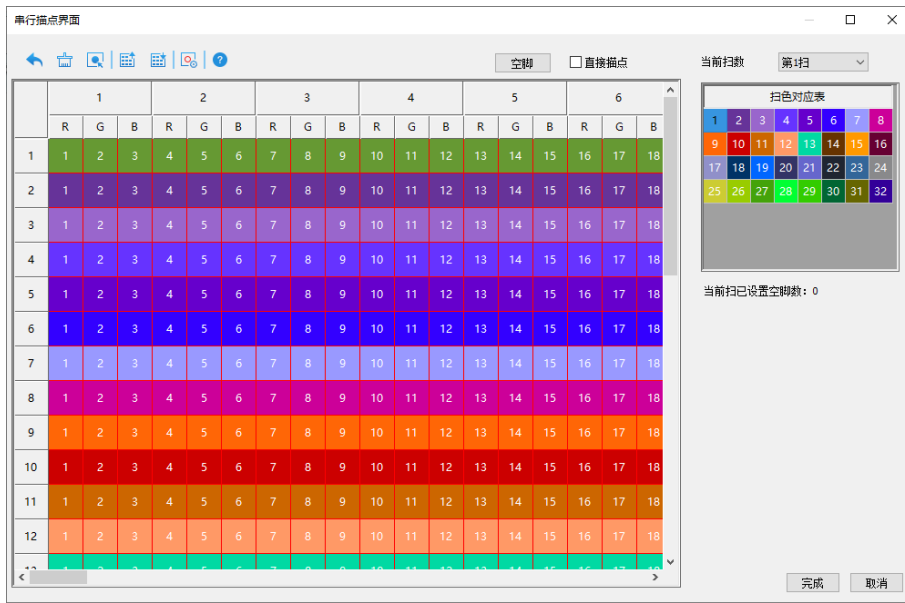 串行描点界面
空脚 直接描点 当前扫数 第1扫
扫色对应表
1 2 3 4 5 6 7 8
9 10 11 12 13 14 15 16
17 18 19 20 21 22 23 24
25 26 27 28 29 30 31 32
当前扫已设置空脚数：0
1 2 3 4 5 6
R G B R G B R G B R G B R G B R G B
1 1 2 3 4 5 6 7 8 9 10 11 12 13 14 15 16 17 18
2 1 2 3 4 5 6 7 8 9 10 11 12 13 14 15 16 17 18
3 1 2 3 4 5 6 7 8 9 10 11 12 13 14 15 16 17 18
4 1 2 3 4 5 6 7 8 9 10 11 12 13 14 15 16 17 18
5 1 2 3 4 5 6 7 8 9 10 11 12 13 14 15 16 17 18
6 1 2 3 4 5 6 7 8 9 10 11 12 13 14 15 16 17 18
7 1 2 3 4 5 6 7 8 9 10 11 12 13 14 15 16 17 18
8 1 2 3 4 5 6 7 8 9 10 11 12 13 14 15 16 17 18
9 1 2 3 4 5 6 7 8 9 10 11 12 13 14 15 16 17 18
10 1 2 3 4 5 6 7 8 9 10 11 12 13 14 15 16 17 18
11 1 2 3 4 5 6 7 8 9 10 11 12 13 14 15 16 17 18
12 1 2 3 4 5 6 7 8 9 10 11 12 13 14 15 16 17 18
完成 取消